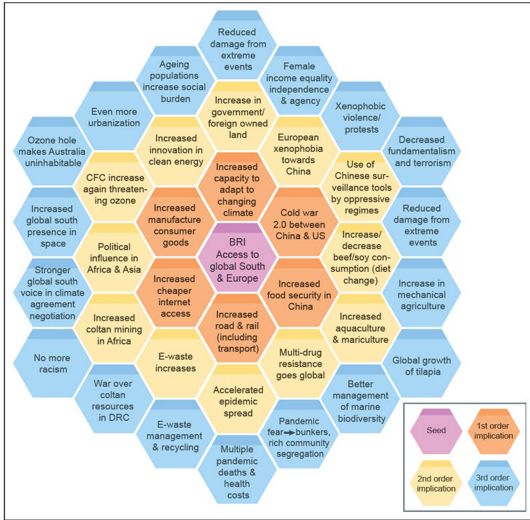 Reduced
damage from
extreme
events
Ageing
populations
increase social
burden
Female
income equality
independence
& agency
Even more
urbanization
Increase in
government/
foreign owned
land
Xenophobic
violence/
protests
Ozone hole
makes Australia
uninhabitable
Increased
innovation in
clean energy
European
xenophobia
towards
China
Decreased
fundamentalism
and terrorism
CFC increase
again threaten-
ing ozone
Increased
capacity to
adapt to
changing
climate
Use of
Chinese sur-
veillance tools
by oppressive
regimes
Increased
global south
presence in
space
Increased
manufacture
consumer
goods
Cold war
2.0 between
China & US
Reduced
damage from
extreme
events
Political
influence in
Africa & Asia
BRI
Access to
global South
& Europe
Increase/
decrease
beef/soy con-
sumption (diet
change)
Stronger
global south
voice in climate
agreement
negotiation
Increased
cheaper
internet
access
Increased
food security
in China
Increase in
mechanical
agriculture
Increased
coltan mining
in Africa
Increased
road & rail
(including
transport)
Increased
aquaculture
& mariculture
No more
racism
E-waste
increases
Multi-drug
resistance
goes global
Global growth
of tilapia
War over
coltan
resources
in DRC
Accelerated
epidemic
spread
Better
management
of marine
biodiversity
E-waste
management
& recycling
Pandemic
fear→bunkers,
rich community
segregation
Multiple
pandemic
deaths &
health
costs
Seed
1st order
implication
2nd order
implication
3rd order
implication